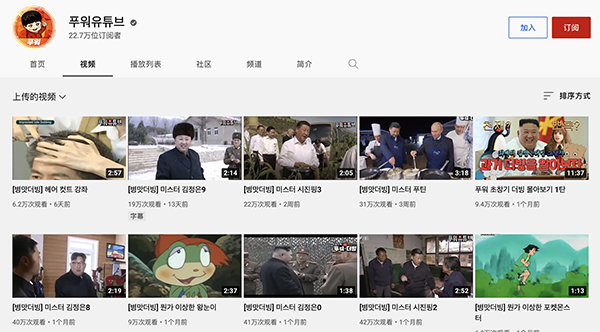 푸워유튜브
22.7万位订阅者
加入
订阅
푸워
首页 视频 播放列表 社区 频道 简介
上传的视频
排序方式
2:57
2:14
2:05
3:18
11:37
[병맛더빙] 헤어 컷트 강좌
6.2万次观看・6天前
[병맛더빙] 미스터 김정은9
19万次观看・13天前
字幕
[병맛더빙] 미스터 시진핑3
22万次观看・2周前
[병맛더빙] 미스터 푸틴
31万次观看・3周前
푸워 초창기 더빙 몰아보기 1탄
9.4万次观看・1个月前
2:19
2:37
1:38
2:52
1:13
[병맛더빙] 미스터 김정은8
40万次观看・1个月前
[병맛더빙] 뭔가 이상한 왕눈이
9万次观看・1个月前
[병맛더빙] 미스터 김정은0
44万次观看・1个月前
[병맛더빙] 미스터 시진핑2
42万次观看・1个月前
[병맛더빙] 뭔가 이상한 포켓몬스터
10万次观看・1个月前